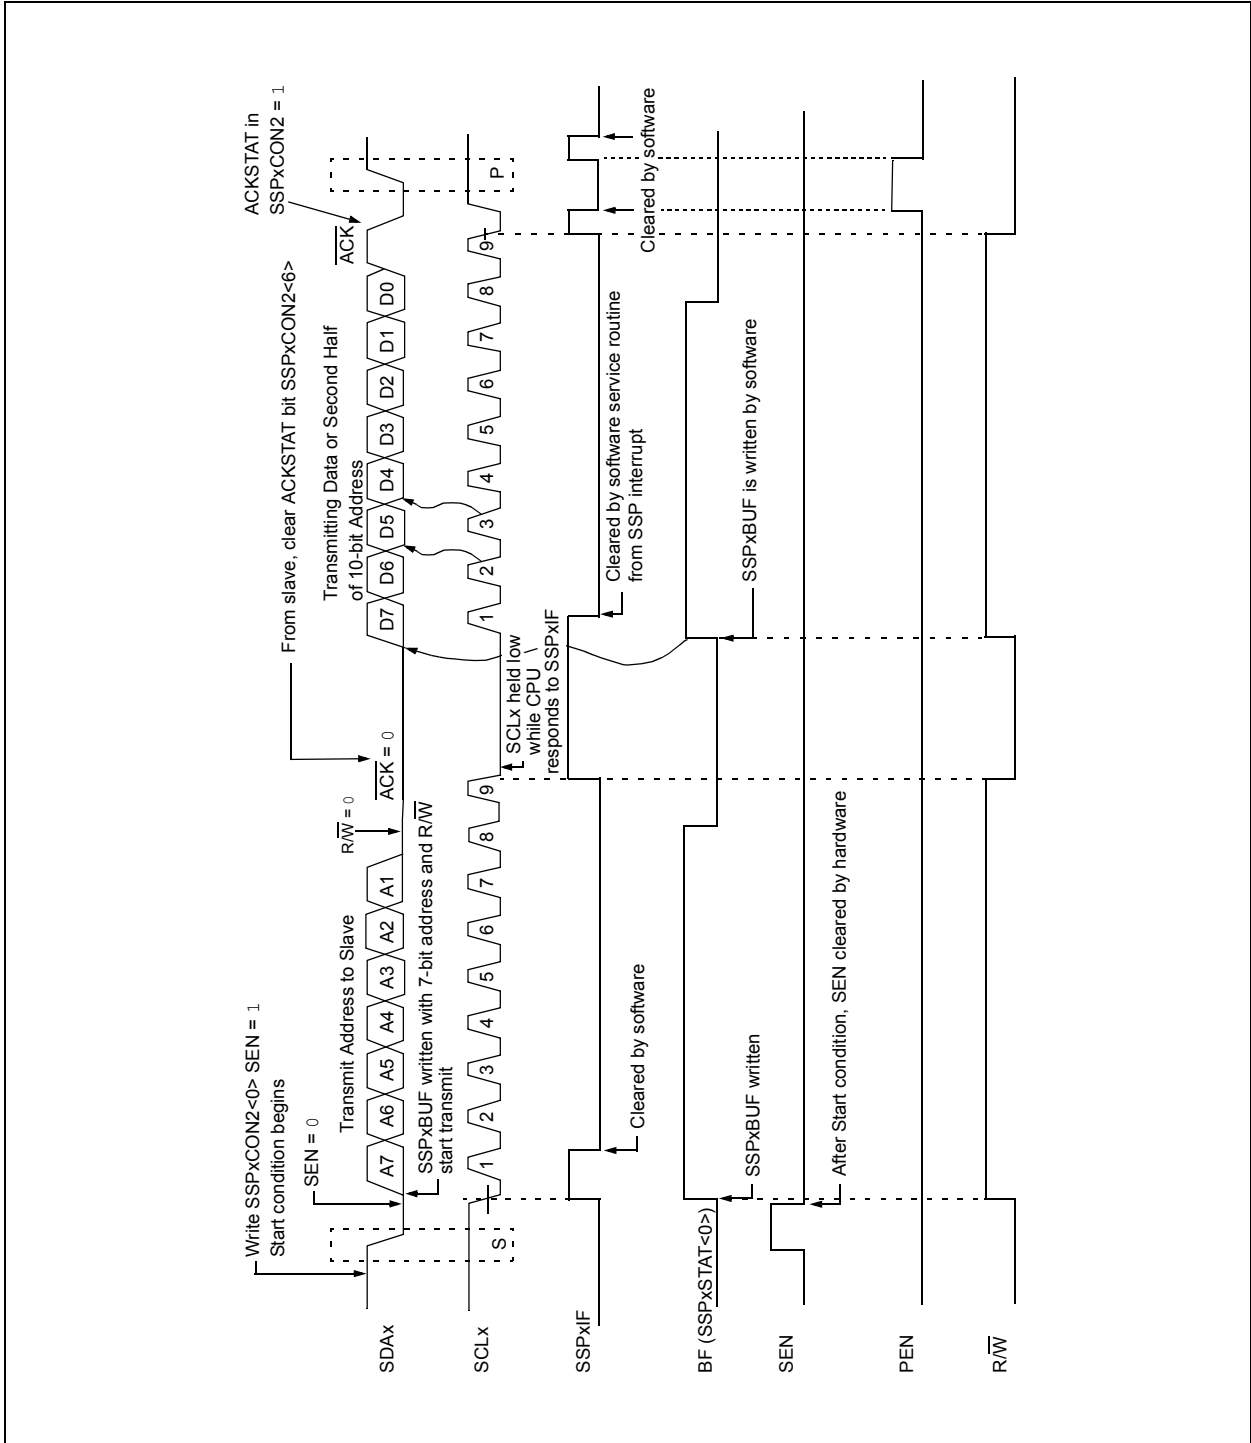 Write SSPxCON2<0> SEN = 1
Start condition begins
SEN = 0
Transmit Address to Slave
R/W = 0
From slave, clear ACKSTAT bit SSPxCON2<6>
ACK = 0
Transmitting Data or Second Half
of 10-bit Address
ACKSTAT in
SSPxCON2 = 1
ACK
SDAx
A7 A6 A5 A4 A3 A2 A1
D7 D6 D5 D4 D3 D2 D1 D0
SSPxBUF written with 7-bit address and R/W
start transmit
SCLx
S
1 2 3 4 5 6 7 8 9
1 2 3 4 5 6 7 8 9
P
SCLx held low
while CPU
responds to SSPxIF
SSPxIF
Cleared by software
Cleared by software service routine
from SSP interrupt
Cleared by software
BF (SSPxSTAT<0>)
SSPxBUF written
SSPxBUF is written by software
SEN
After Start condition, SEN cleared by hardware
PEN
R/W